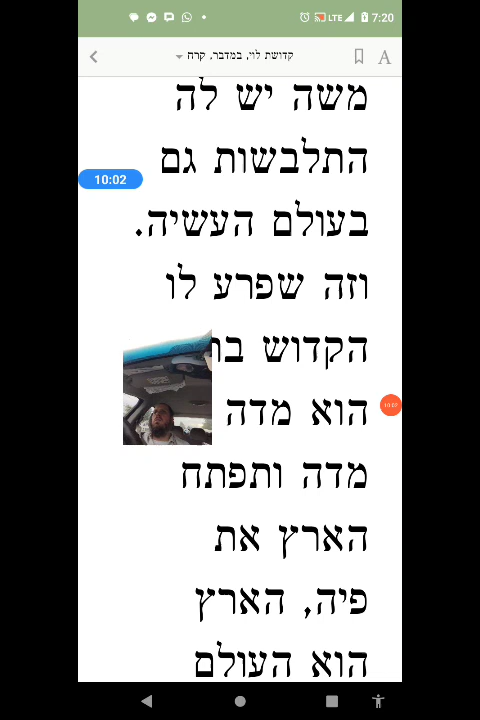 LTE 7:20
קדושת לוי, במדבר, קרח
A
משה יש לה
התלבשות גם
10:02
בעולם העשיה.
וזה שפרע לו
הקדוש
הוא מדה
מדה ותפתח
הארץ את
פיה, הארץ
הוא העולם